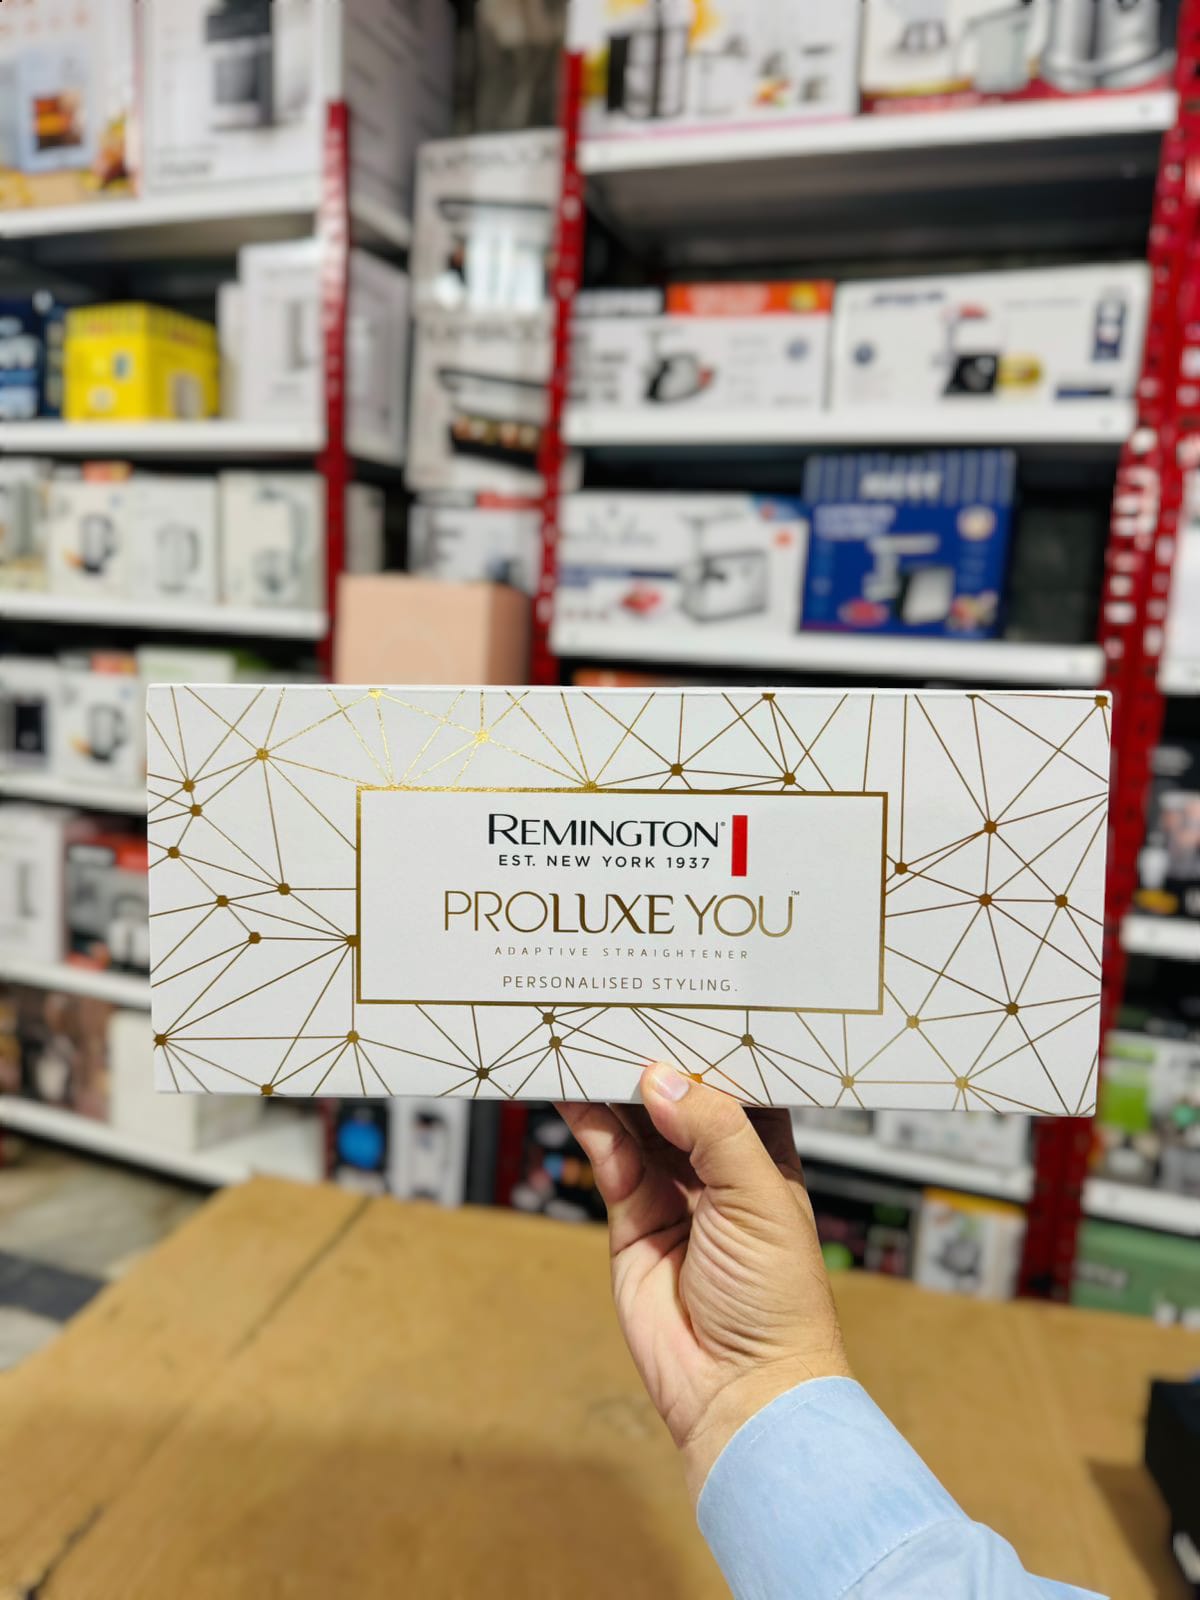 REMINGTON®
EST. NEW YORK 1937
PROLUXE YOU™
ADAPTIVE STRAIGHTENER
PERSONALISED STYLING.